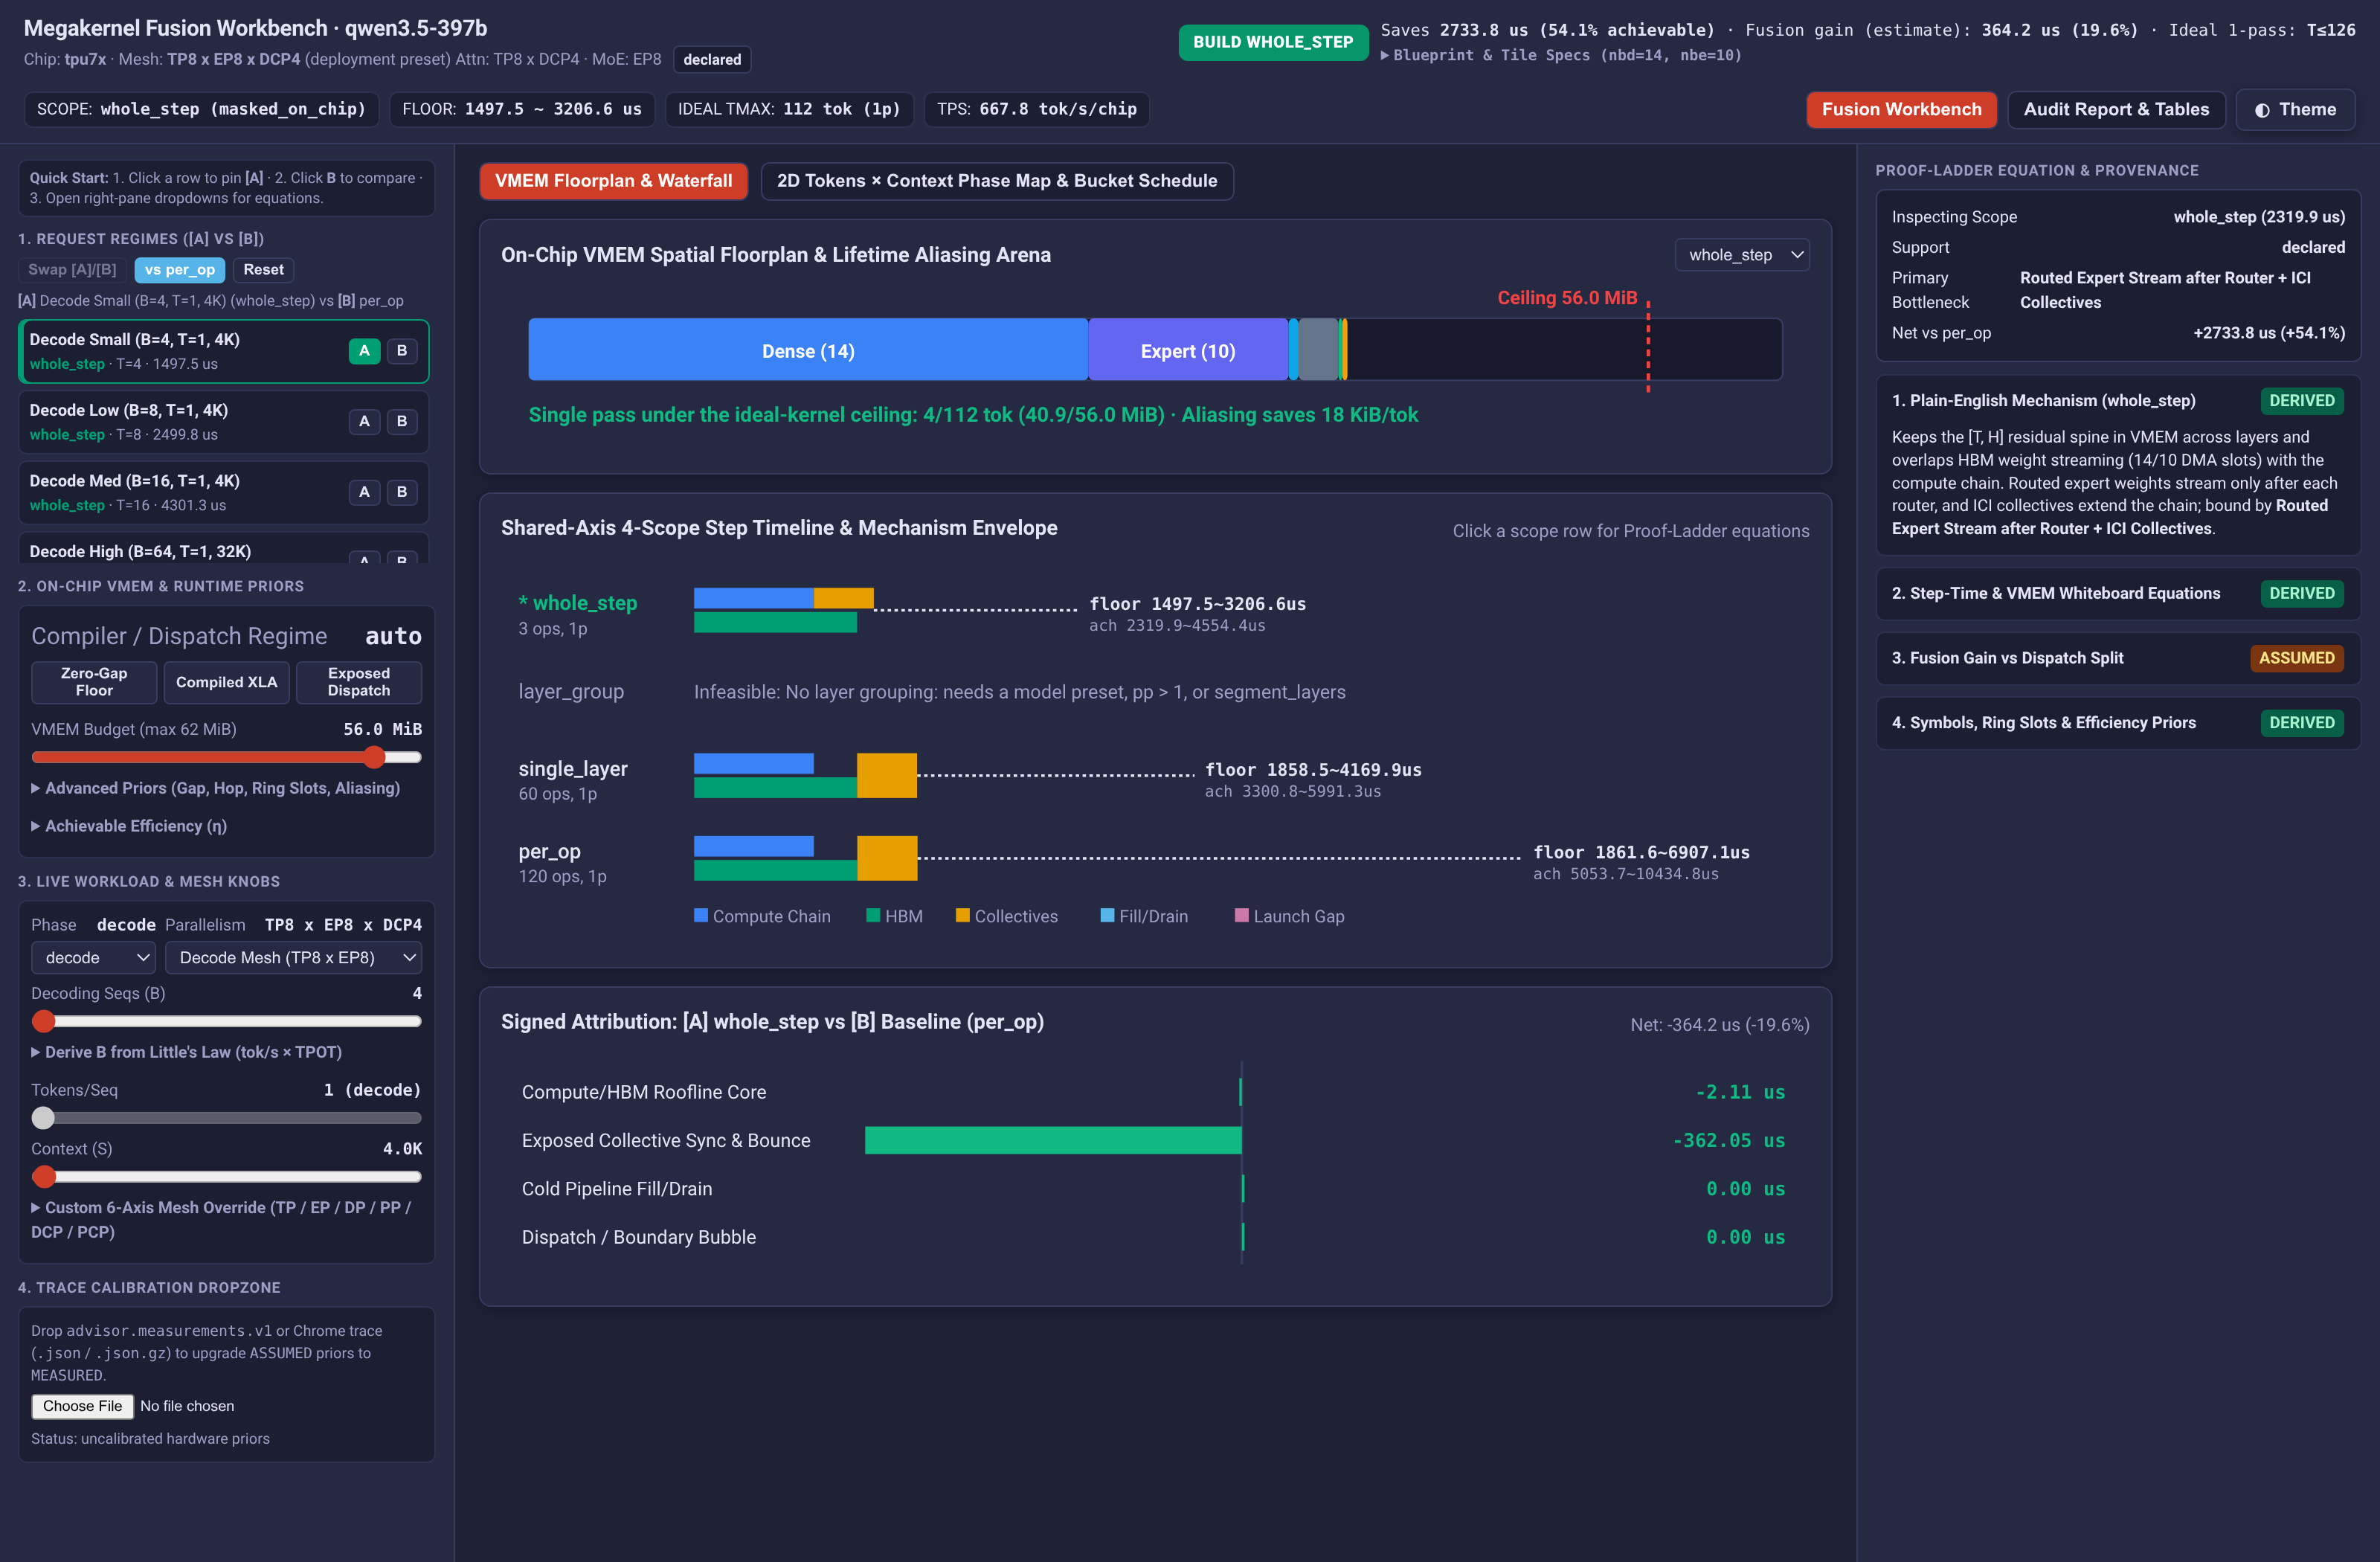 Megakernel Fusion Workbench · qwen3.5-397b
Chip: tpu7x · Mesh: TP8 x EP8 x DCP4 (deployment preset) Attn: TP8 x DCP4 · MoE: EP8 declared
BUILD WHOLE_STEP
Saves 2733.8 us (54.1% achievable) · Fusion gain (estimate): 364.2 us (19.6%) · Ideal 1-pass: T≤126
▶ Blueprint & Tile Specs (nbd=14, nbe=10)
SCOPE: whole_step (masked_on_chip)
FLOOR: 1497.5 ~ 3206.6 us
IDEAL TMAX: 112 tok (1p)
TPS: 667.8 tok/s/chip
Fusion Workbench
Audit Report & Tables
◐ Theme
Quick Start: 1. Click a row to pin [A] · 2. Click B to compare ·
3. Open right-pane dropdowns for equations.
1. REQUEST REGIMES ([A] VS [B])
Swap [A]/[B] vs per_op Reset
[A] Decode Small (B=4, T=1, 4K) (whole_step) vs [B] per_op
Decode Small (B=4, T=1, 4K)
whole_step · T=4 · 1497.5 us
A B
Decode Low (B=8, T=1, 4K)
whole_step · T=8 · 2499.8 us
A B
Decode Med (B=16, T=1, 4K)
whole_step · T=16 · 4301.3 us
A B
Decode High (B=64, T=1, 32K)
A B
2. ON-CHIP VMEM & RUNTIME PRIORS
Compiler / Dispatch Regime auto
Zero-Gap
Floor
Compiled XLA
Exposed
Dispatch
VMEM Budget (max 62 MiB) 56.0 MiB
▶ Advanced Priors (Gap, Hop, Ring Slots, Aliasing)
▶ Achievable Efficiency (η)
3. LIVE WORKLOAD & MESH KNOBS
Phase decode Parallelism TP8 x EP8 x DCP4
decode
Decode Mesh (TP8 x EP8)
Decoding Seqs (B) 4
▶ Derive B from Little's Law (tok/s × TPOT)
Tokens/Seq 1 (decode)
Context (S) 4.0K
▶ Custom 6-Axis Mesh Override (TP / EP / DP / PP /
DCP / PCP)
4. TRACE CALIBRATION DROPZONE
Drop advisor.measurements.v1 or Chrome trace
(.json / .json.gz) to upgrade ASSUMED priors to
MEASURED.
Choose File No file chosen
Status: uncalibrated hardware priors
VMEM Floorplan & Waterfall
2D Tokens × Context Phase Map & Bucket Schedule
On-Chip VMEM Spatial Floorplan & Lifetime Aliasing Arena
whole_step
Ceiling 56.0 MiB
Dense (14)
Expert (10)
Single pass under the ideal-kernel ceiling: 4/112 tok (40.9/56.0 MiB) · Aliasing saves 18 KiB/tok
Shared-Axis 4-Scope Step Timeline & Mechanism Envelope
Click a scope row for Proof-Ladder equations
* whole_step
3 ops, 1p
floor 1497.5~3206.6us
ach 2319.9~4554.4us
layer_group
Infeasible: No layer grouping: needs a model preset, pp > 1, or segment_layers
single_layer
60 ops, 1p
floor 1858.5~4169.9us
ach 3300.8~5991.3us
per_op
120 ops, 1p
floor 1861.6~6907.1us
ach 5053.7~10434.8us
Compute Chain
HBM
Collectives
Fill/Drain
Launch Gap
Signed Attribution: [A] whole_step vs [B] Baseline (per_op)
Net: -364.2 us (-19.6%)
Compute/HBM Roofline Core -2.11 us
Exposed Collective Sync & Bounce -362.05 us
Cold Pipeline Fill/Drain 0.00 us
Dispatch / Boundary Bubble 0.00 us
PROOF-LADDER EQUATION & PROVENANCE
Inspecting Scope whole_step (2319.9 us)
Support declared
Primary Bottleneck
Routed Expert Stream after Router + ICI
Collectives
Net vs per_op +2733.8 us (+54.1%)
1. Plain-English Mechanism (whole_step) DERIVED
Keeps the [T, H] residual spine in VMEM across layers and
overlaps HBM weight streaming (14/10 DMA slots) with the
compute chain. Routed expert weights stream only after each
router, and ICI collectives extend the chain; bound by Routed
Expert Stream after Router + ICI Collectives.
2. Step-Time & VMEM Whiteboard Equations DERIVED
3. Fusion Gain vs Dispatch Split ASSUMED
4. Symbols, Ring Slots & Efficiency Priors DERIVED